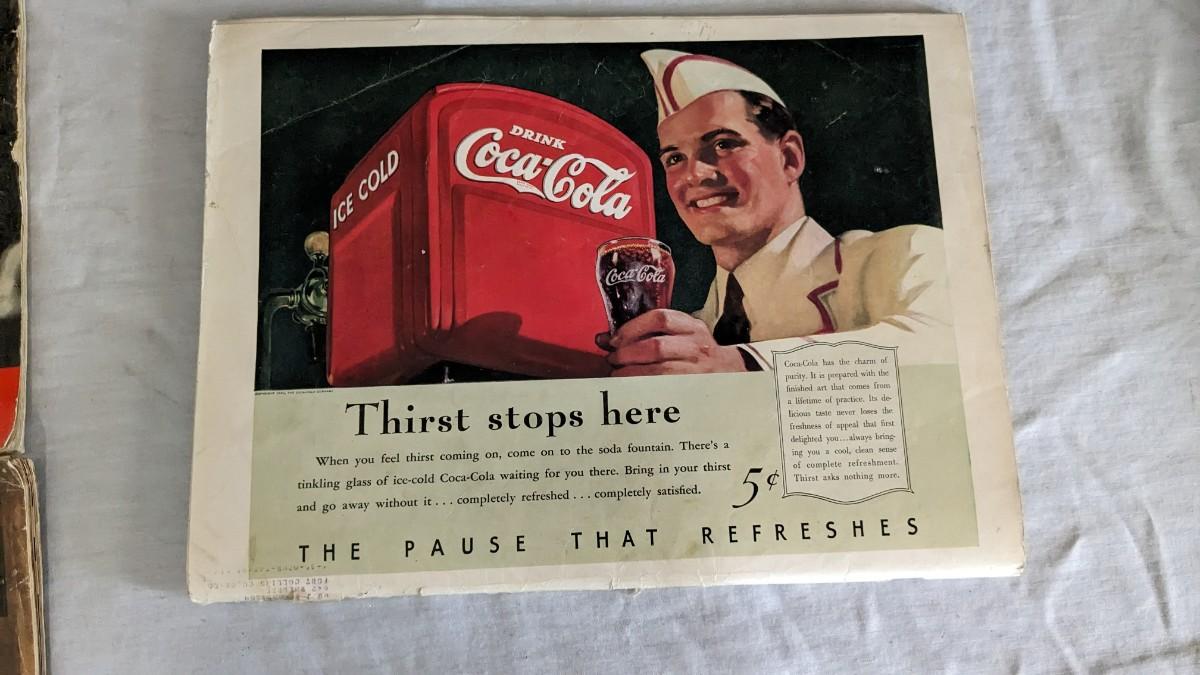 DRINK
Coca-Cola
ICE COLD
Coca-Cola
Thirst stops here
When you feel thirst coming on, come on to the soda fountain. There's a
tinkling glass of ice-cold Coca-Cola waiting for you there. Bring in your thirst
and go away without it . . . completely refreshed . . . completely satisfied.
5¢
Coca-Cola has the charm of
purity. It is prepared with the
finished art that comes from
a lifetime of practice. Its de-
licious taste never loses the
freshness of appeal that first
delighted you...always bring-
ing you a cool, clean sense
of complete refreshment.
Thirst asks nothing more.
THE PAUSE THAT REFRESHES